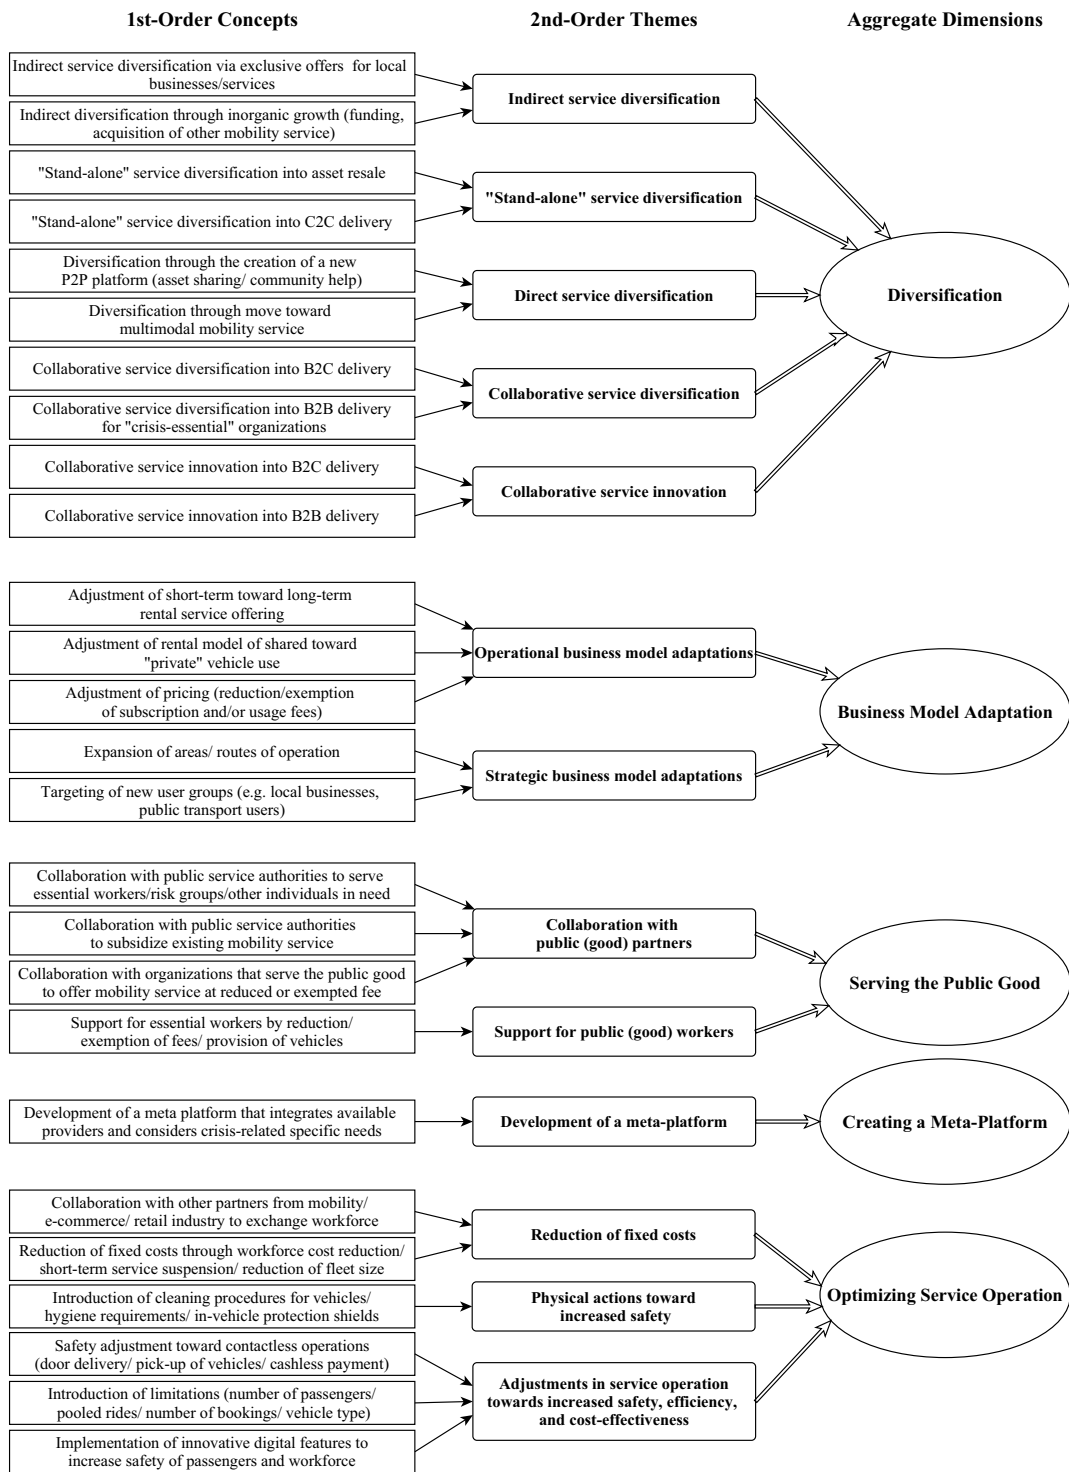 1st-Order Concepts
2nd-Order Themes
Aggregate Dimensions
Indirect service diversification via exclusive offers for local
businesses/services
Indirect diversification through inorganic growth (funding,
acquisition of other mobility service)
Indirect service diversification
"Stand-alone" service diversification into asset resale
"Stand-alone" service diversification into C2C delivery
"Stand-alone" service diversification
Diversification through the creation of a new
P2P platform (asset sharing/ community help)
Diversification through move toward
multimodal mobility service
Direct service diversification
Collaborative service diversification into B2C delivery
Collaborative service diversification into B2B delivery
for "crisis-essential" organizations
Collaborative service diversification
Collaborative service innovation into B2C delivery
Collaborative service innovation into B2B delivery
Collaborative service innovation
Diversification
Adjustment of short-term toward long-term
rental service offering
Adjustment of rental model of shared toward
"private" vehicle use
Adjustment of pricing (reduction/exemption
of subscription and/or usage fees)
Operational business model adaptations
Expansion of areas/ routes of operation
Targeting of new user groups (e.g. local businesses,
public transport users)
Strategic business model adaptations
Business Model Adaptation
Collaboration with public service authorities to serve
essential workers/risk groups/other individuals in need
Collaboration with public service authorities
to subsidize existing mobility service
Collaboration with organizations that serve the public good
to offer mobility service at reduced or exempted fee
Collaboration with
public (good) partners
Support for essential workers by reduction/
exemption of fees/ provision of vehicles
Support for public (good) workers
Serving the Public Good
Development of a meta platform that integrates available
providers and considers crisis-related specific needs
Development of a meta-platform
Creating a Meta-Platform
Collaboration with other partners from mobility/
e-commerce/ retail industry to exchange workforce
Reduction of fixed costs through workforce cost reduction/
short-term service suspension/ reduction of fleet size
Reduction of fixed costs
Introduction of cleaning procedures for vehicles/
hygiene requirements/ in-vehicle protection shields
Physical actions toward
increased safety
Safety adjustment toward contactless operations
(door delivery/ pick-up of vehicles/ cashless payment)
Introduction of limitations (number of passengers/
pooled rides/ number of bookings/ vehicle type)
Implementation of innovative digital features to
increase safety of passengers and workforce
Adjustments in service operation
towards increased safety, efficiency,
and cost-effectiveness
Optimizing Service Operation